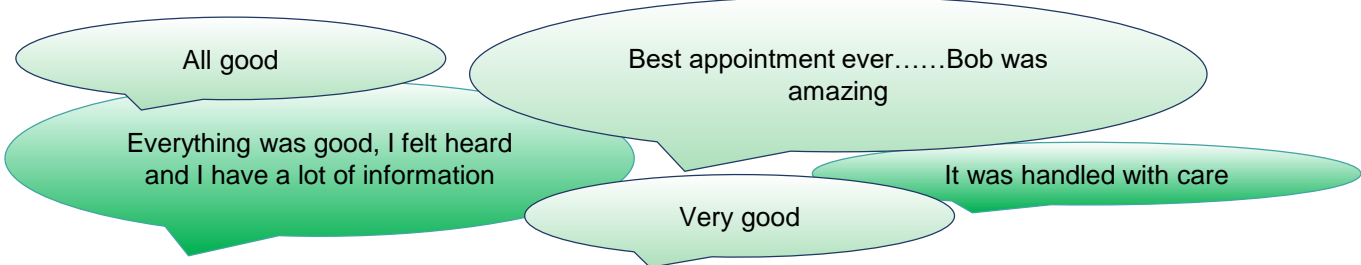 All good
Best appointment ever……Bob was
amazing
Everything was good, I felt heard
and I have a lot of information
It was handled with care
Very good